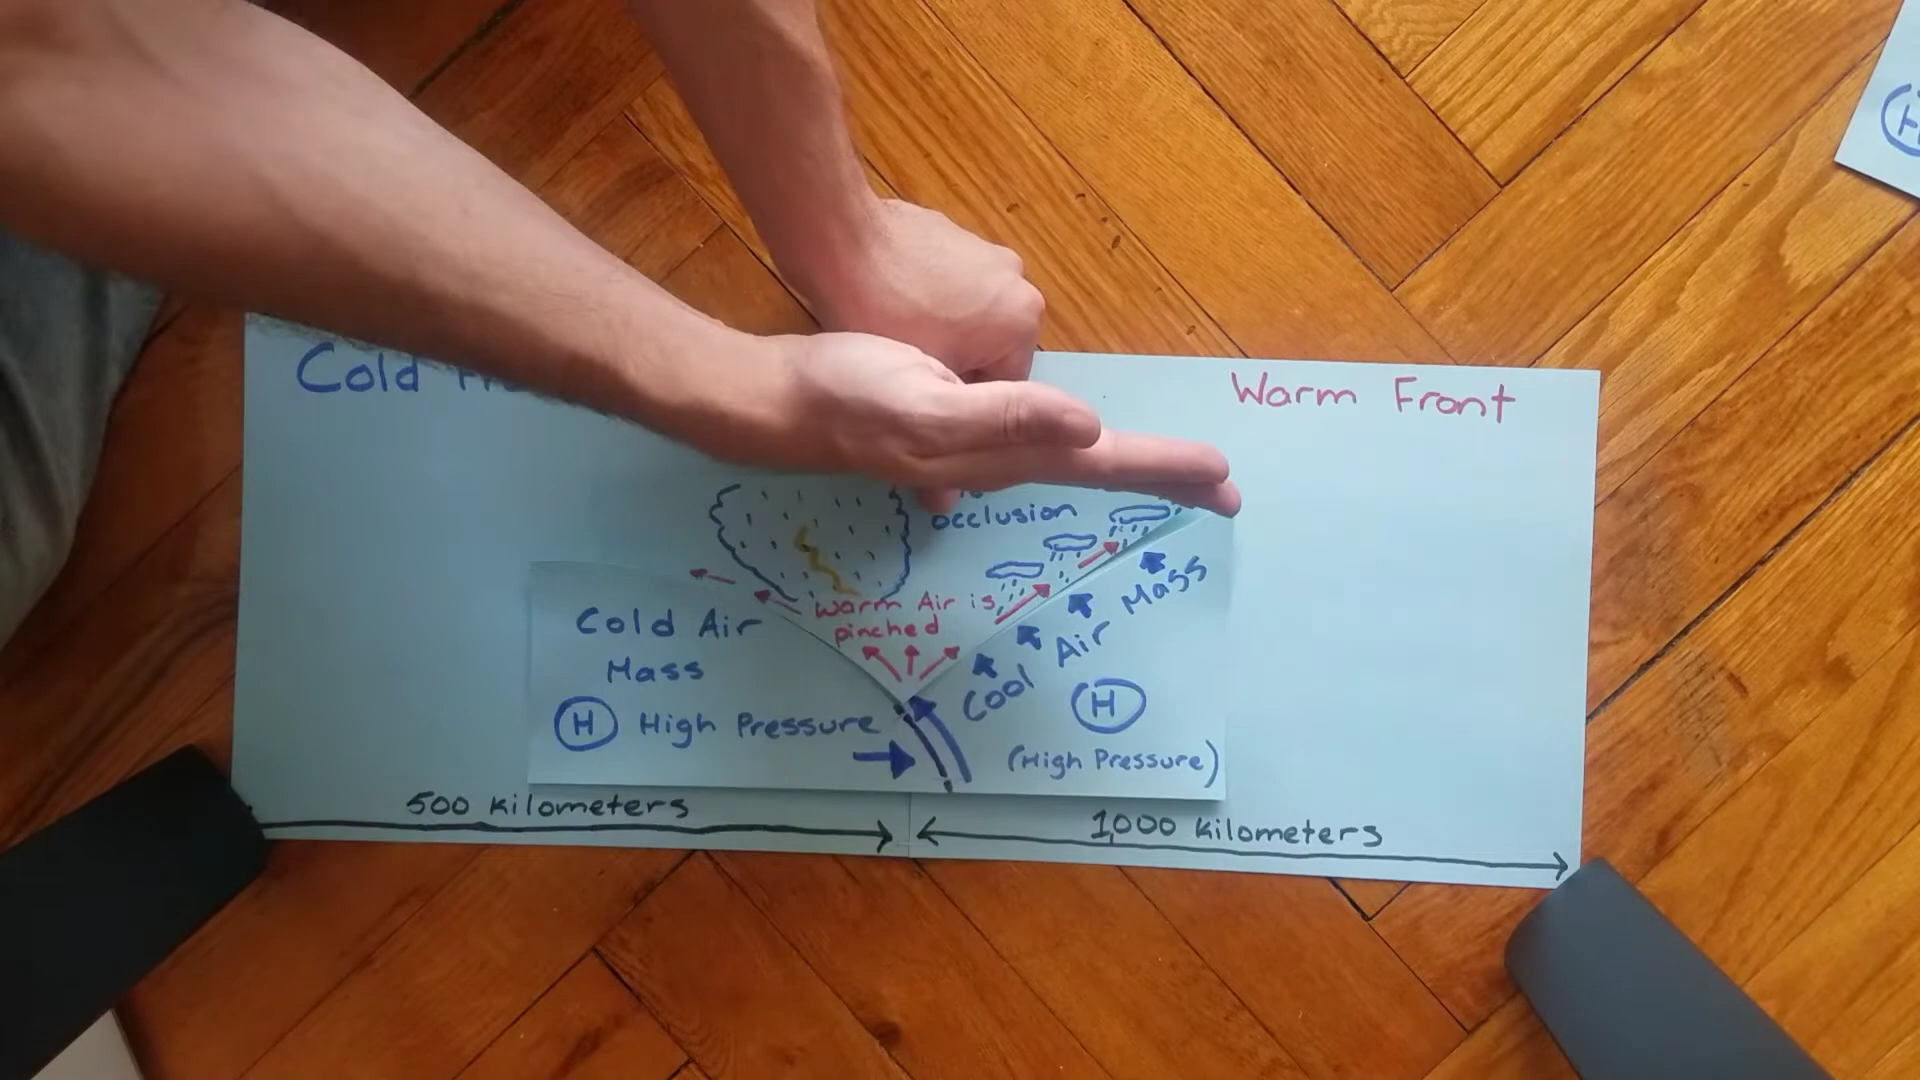 Cold
Warm Front
occlusion
Warm Air is
pinched
Cold Air
Mass
H High Pressure
Cool Air Mass
H
(High Pressure)
500 kilometers
1,000 kilometers
H